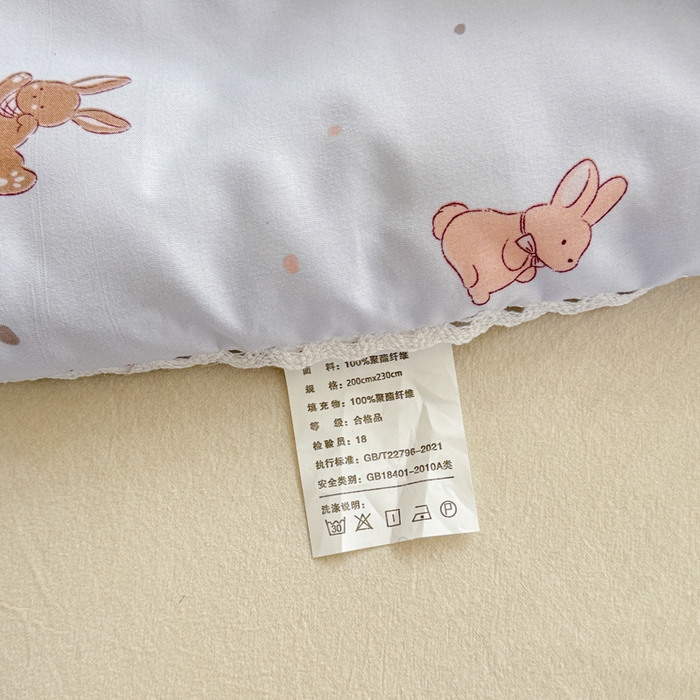 面 料：100%聚酯纤维
规 格：200cmx230cm
填充物：100%聚酯纤维
等 级：合格品
检验员：18
执行标准：GB/T22796-2021
安全类别：GB18401-2010A类
洗涤说明：
30 P